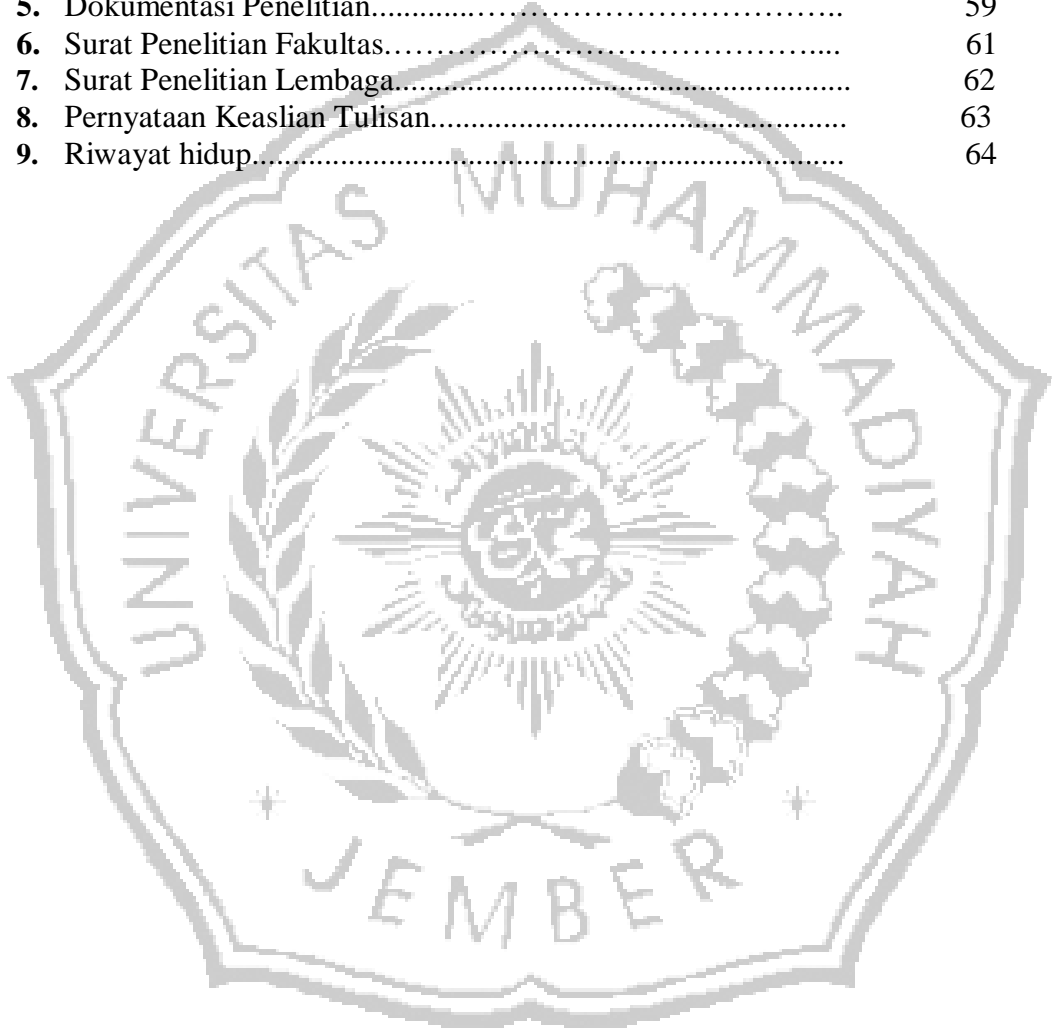 5. Dokumentasi Penelitian............…………………………………….. 59
6. Surat Penelitian Fakultas………………………………………….... 61
7. Surat Penelitian Lembaga................................................................ 62
8. Pernyataan Keaslian Tulisan........................................................... 63
9. Riwayat hidup................................................................................... 64
UNIVERSITAS MUHAMMADIYAH
JEMBER